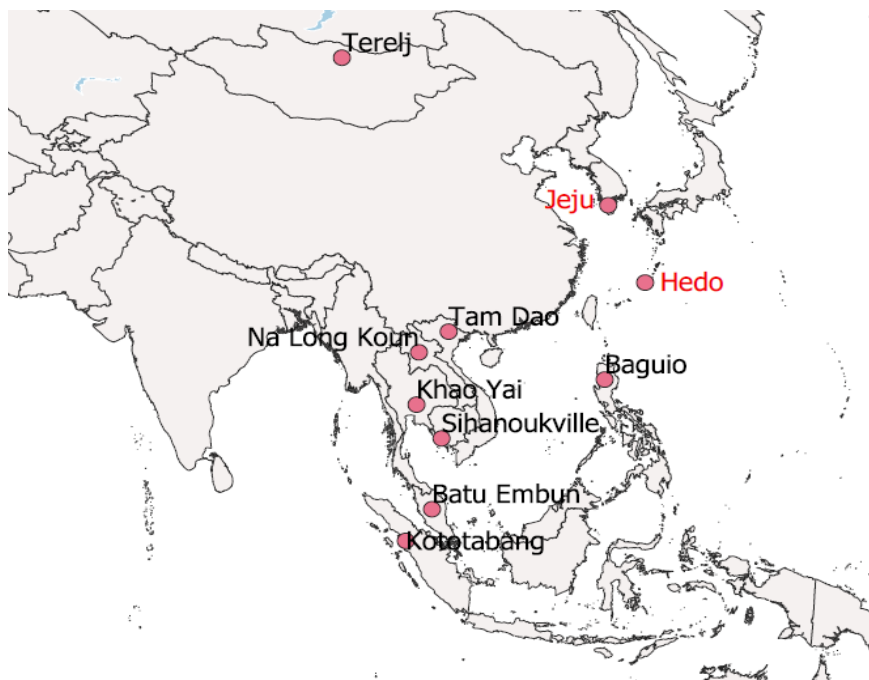 Terelj
Jeju
Hedo
Tam Dao
Na Long Koun
Baguio
Khao Yai
Sihanoukville
Batu Embun
Kototabang